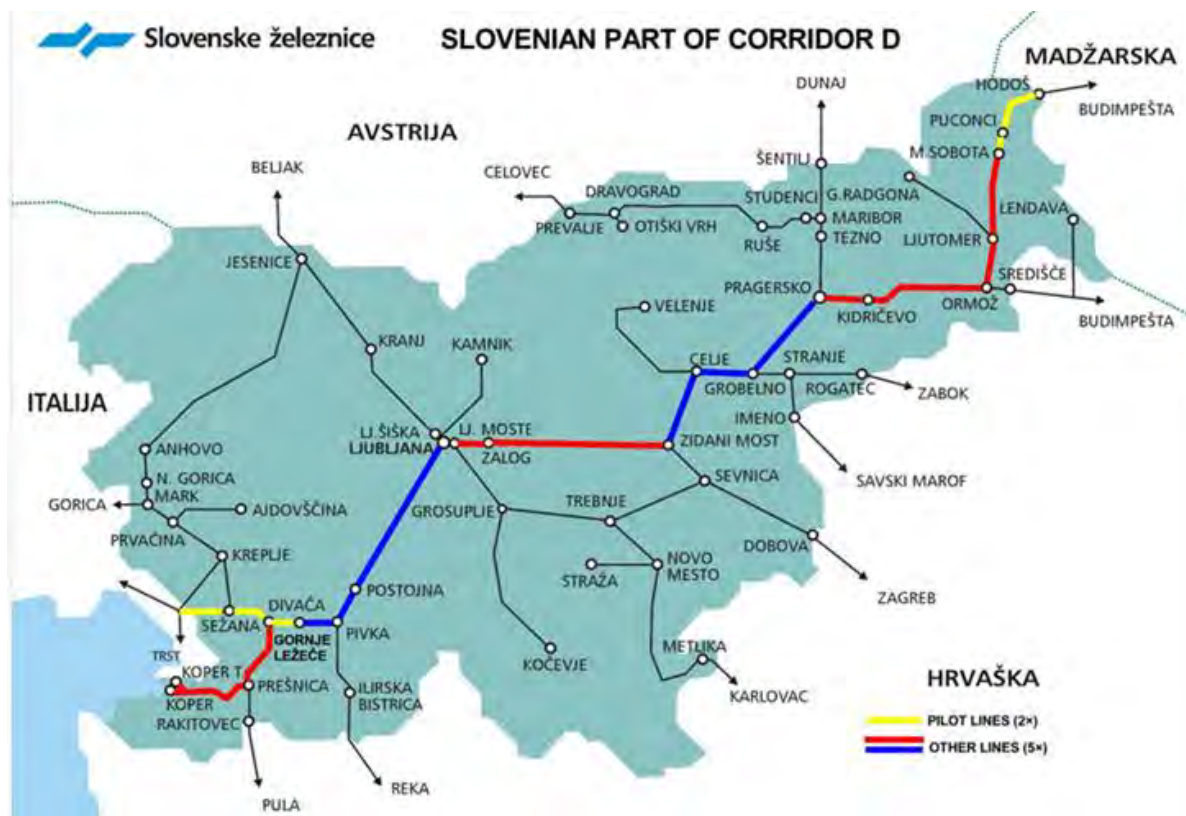 Slovenske železnice
SLOVENIAN PART OF CORRIDOR D
MADŽARSKA
HODOŠ
DUNAJ
BUDIMPEŠTA
PUCONCI
AVSTRIJA
M.SOBOTA
ŠENTILJ
BELJAK
CELOVEC
DRAVOGRAD
STUDENCI
G.RADGONA
LENDAVA
PREVALJE
OTIŠKI VRH
RUŠE
MARIBOR
TEZNO
LJUTOMER
JESENICE
SREDIŠČE
PRAGERSKO
VELENJE
KIDRIČEVO
ORMOŽ
BUDIMPEŠTA
KRANJ
KAMNIK
CELJE
STRANJE
GROBELNO
ROGATEC
ZABOK
ITALIJA
IMENO
LJ.ŠIŠKA
LJ. MOSTE
LJUBLJANA
ZALOG
ZIDANI MOST
ANHOVO
SEVNICA
SAVSKI MAROF
N. GORICA
MARK
GORICA
AJDOVŠČINA
GROSUPLJE
TREBNJE
PRVAČINA
DOBOVA
KREPLJE
STRAŽA
NOVO
MESTO
ZAGREB
POSTOJNA
DIVAČA
SEŽANA
GORNJE
LEŽEČE
PIVKA
TRST
KOČEVJE
METLIKA
KOPER T.
PREŠNICA
KARLOVAC
HRVAŠKA
KOPER
ILIRSKA
BISTRICA
RAKITOVEC
PILOT LINES (2×)
OTHER LINES (5×)
REKA
PULA